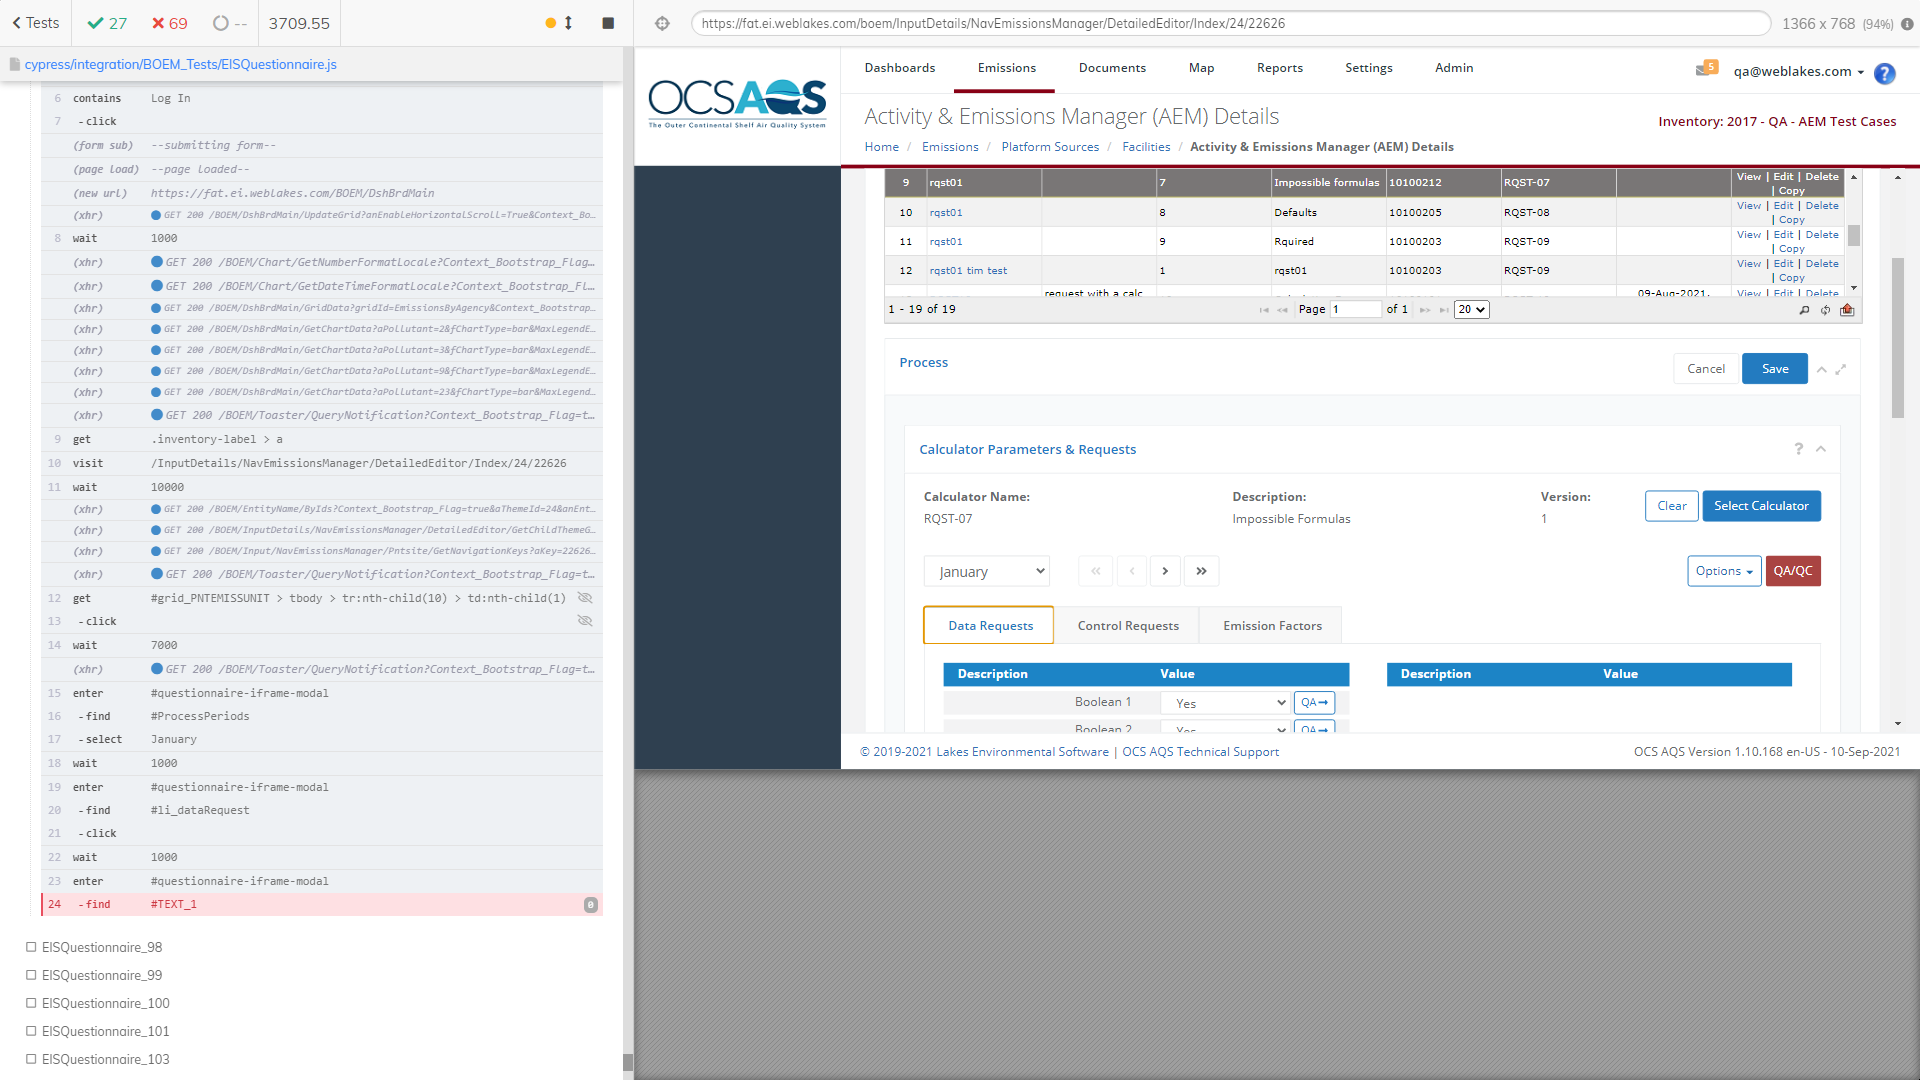 Tests
27
69
--
3709.55
cypress/integration/BOEM_Tests/EISQuestionnaire.js
6 contains Log In
7 -click
(form sub) --submitting form--
(page load) --page loaded--
(new url) https://fat.ei.weblakes.com/BOEM/DshBrdMain
(xhr) GET 200 /BOEM/DshBrdMain/UpdateGrid?anEnableHorizontalScroll=True&Context_Bo...
8 wait 1000
(xhr) GET 200 /BOEM/Chart/GetNumberFormatLocale?Context_Bootstrap_Flag...
(xhr) GET 200 /BOEM/Chart/GetDateTimeFormatLocale?Context_Bootstrap_Fl...
(xhr) GET 200 /BOEM/DshBrdMain/GridData?gridId=EmissionsByAgency&Context_Bootstrap...
(xhr) GET 200 /BOEM/DshBrdMain/GetChartData?aPollutant=2&fChartType=bar&MaxLegendE...
(xhr) GET 200 /BOEM/DshBrdMain/GetChartData?aPollutant=3&fChartType=bar&MaxLegendE...
(xhr) GET 200 /BOEM/DshBrdMain/GetChartData?aPollutant=9&fChartType=bar&MaxLegendE...
(xhr) GET 200 /BOEM/DshBrdMain/GetChartData?aPollutant=23&fChartType=bar&MaxLegend...
(xhr) GET 200 /BOEM/Toaster/QueryNotification?Context_Bootstrap_Flag=t...
9 get .inventory-label > a
10 visit /InputDetails/NavEmissionsManager/DetailedEditor/Index/24/22626
11 wait 10000
(xhr) GET 200 /BOEM/EntityName/ByIds?Context_Bootstrap_Flag=true&aThemeId=24&anEnt...
(xhr) GET 200 /BOEM/InputDetails/NavEmissionsManager/DetailedEditor/GetChildThemeG...
(xhr) GET 200 /BOEM/Input/NavEmissionsManager/Pntsite/GetNavigationKeys?aKey=22626...
(xhr) GET 200 /BOEM/Toaster/QueryNotification?Context_Bootstrap_Flag=t...
12 get #grid_PNTEMISSUNIT > tbody > tr:nth-child(10) > td:nth-child(1)
13 -click
14 wait 7000
(xhr) GET 200 /BOEM/Toaster/QueryNotification?Context_Bootstrap_Flag=t...
15 enter #questionnaire-iframe-modal
16 -find #ProcessPeriods
17 -select January
18 wait 1000
19 enter #questionnaire-iframe-modal
20 -find #li_dataRequest
21 -click
22 wait 1000
23 enter #questionnaire-iframe-modal
24 -find #TEXT_1 0
EISQuestionnaire_98
EISQuestionnaire_99
EISQuestionnaire_100
EISQuestionnaire_101
EISQuestionnaire_103
https://fat.ei.weblakes.com/boem/InputDetails/NavEmissionsManager/DetailedEditor/Index/24/22626
1366 x 768 (94%)
OCSAQS
The Outer Continental Shelf Air Quality System
Dashboards Emissions Documents Map Reports Settings Admin
5 qa@weblakes.com ?
Activity & Emissions Manager (AEM) Details
Inventory: 2017 - QA - AEM Test Cases
Home / Emissions / Platform Sources / Facilities / Activity & Emissions Manager (AEM) Details
9 rqst01 7 Impossible formulas 10100212 RQST-07 View | Edit | Delete | Copy
10 rqst01 8 Defaults 10100205 RQST-08 View | Edit | Delete | Copy
11 rqst01 9 Rquired 10100203 RQST-09 View | Edit | Delete | Copy
12 rqst01 tim test 1 rqst01 10100203 RQST-09 View | Edit | Delete | Copy
request with a calc 09-Aug-2021, View | Edit | Delete
1 - 19 of 19 Page 1 of 1 20
Process Cancel Save
Calculator Parameters & Requests ?
Calculator Name: Description: Version:
RQST-07 Impossible Formulas 1
Clear Select Calculator
January « ‹ › » Options QA/QC
Data Requests Control Requests Emission Factors
Description Value Description Value
Boolean 1 Yes QA
Boolean 2 Yes QA
© 2019-2021 Lakes Environmental Software | OCS AQS Technical Support
OCS AQS Version 1.10.168 en-US - 10-Sep-2021